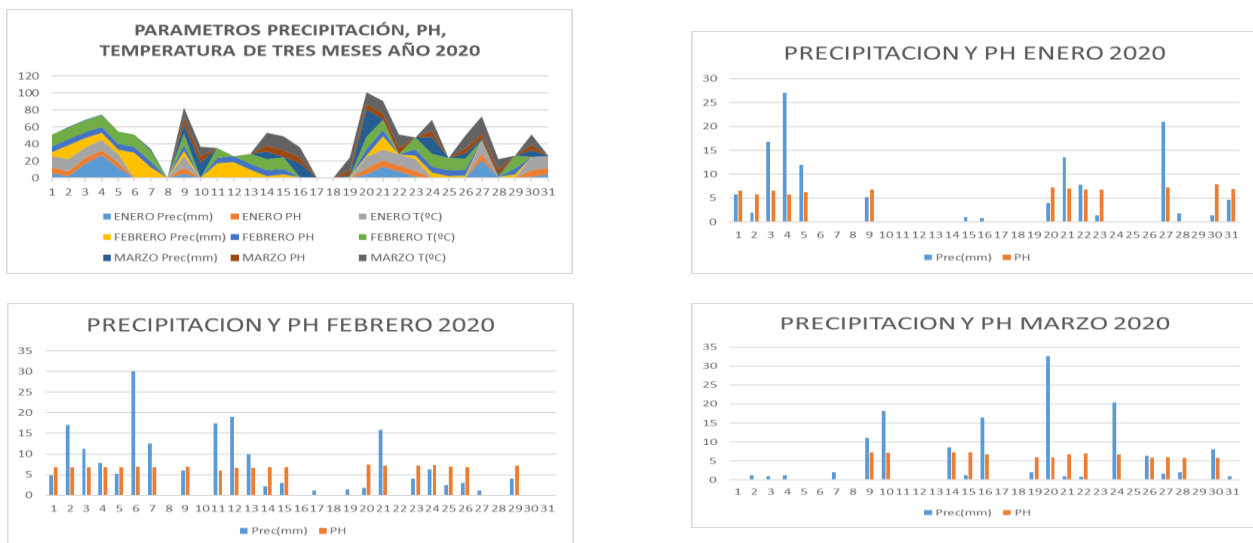 PARAMETROS PRECIPITACIÓN, PH,
TEMPERATURA DE TRES MESES AÑO 2020
120
100
80
60
40
20
0
1 2 3 4 5 6 7 8 9 10 11 12 13 14 15 16 17 18 19 20 21 22 23 24 25 26 27 28 29 30 31
ENERO Prec(mm) ENERO PH ENERO T(ºC)
FEBRERO Prec(mm) FEBRERO PH FEBRERO T(ºC)
MARZO Prec(mm) MARZO PH MARZO T(ºC)
PRECIPITACION Y PH ENERO 2020
30
25
20
15
10
5
0
1 2 3 4 5 6 7 8 9 10 11 12 13 14 15 16 17 18 19 20 21 22 23 24 25 26 27 28 29 30 31
Prec(mm) PH
PRECIPITACION Y PH FEBRERO 2020
35
30
25
20
15
10
5
0
1 2 3 4 5 6 7 8 9 10 11 12 13 14 15 16 17 18 19 20 21 22 23 24 25 26 27 28 29 30 31
Prec(mm) PH
PRECIPITACION Y PH MARZO 2020
35
30
25
20
15
10
5
0
1 2 3 4 5 6 7 8 9 10 11 12 13 14 15 16 17 18 19 20 21 22 23 24 25 26 27 28 29 30 31
Prec(mm) PH